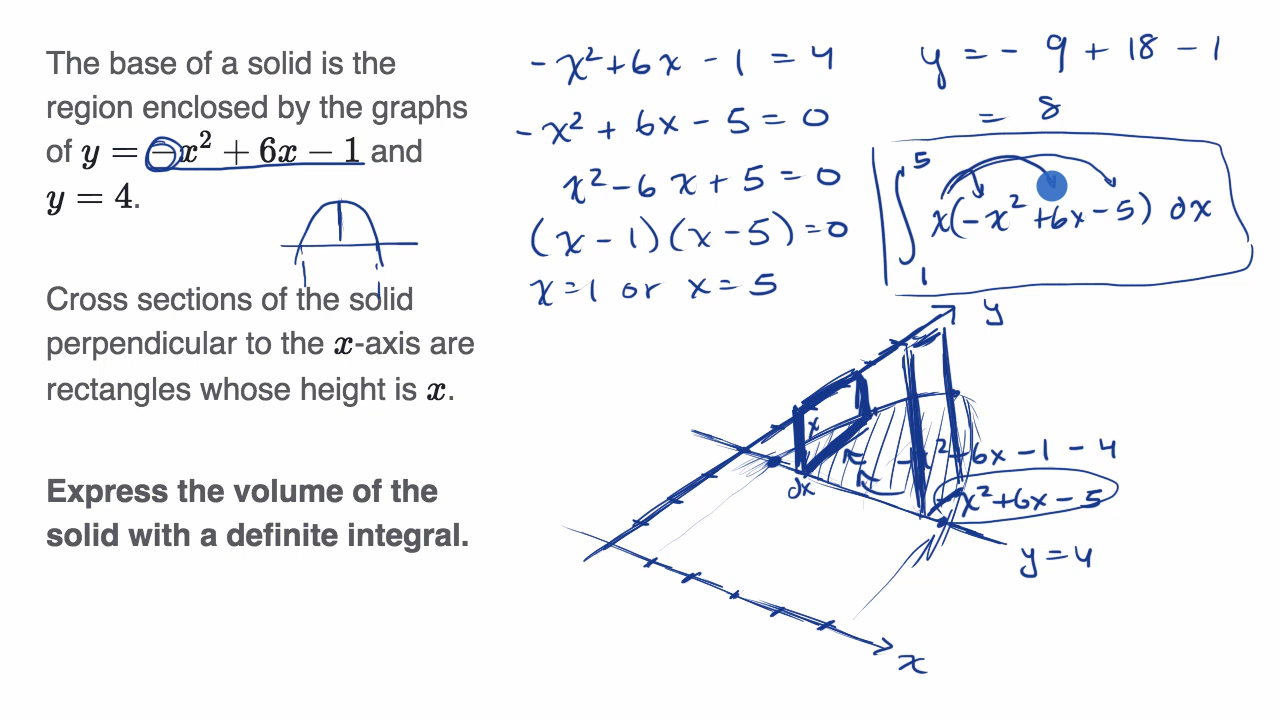 The base of a solid is the
region enclosed by the graphs
of y = −x² + 6x − 1 and
y = 4.
Cross sections of the solid
perpendicular to the x-axis are
rectangles whose height is x.
Express the volume of the
solid with a definite integral.
-x²+6x - 1 = 4
-x² + 6x - 5 = 0
x² - 6x + 5 = 0
(x - 1)(x - 5) = 0
x = 1 or x = 5
y = - 9 + 18 - 1
= 8
∫₁⁵ x(-x² + 6x - 5) dx
y
x
dx
-x² + 6x - 1 - 4
-x² + 6x - 5
y = 4
x